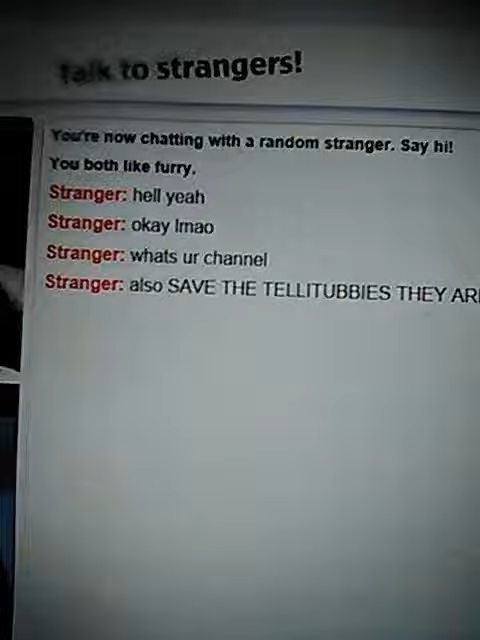 Talk to strangers!
You're now chatting with a random stranger. Say hi!
You both like furry.
Stranger: hell yeah
Stranger: okay lmao
Stranger: whats ur channel
Stranger: also SAVE THE TELLITUBBIES THEY